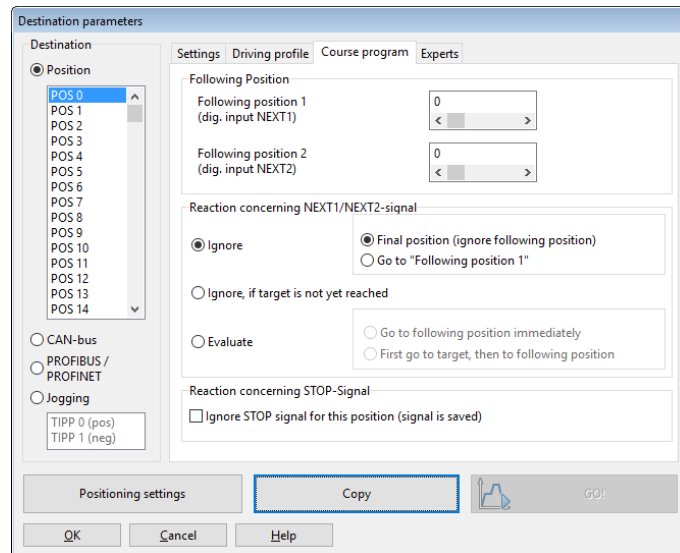 Destination parameters
Destination
Position
POS 0
POS 1
POS 2
POS 3
POS 4
POS 5
POS 6
POS 7
POS 8
POS 9
POS 10
POS 11
POS 12
POS 13
POS 14
CAN-bus
PROFIBUS /
PROFINET
Jogging
TIPP 0 (pos)
TIPP 1 (neg)
Settings Driving profile Course program Experts
Following Position
Following position 1
(dig. input NEXT1)
0
Following position 2
(dig. input NEXT2)
0
Reaction concerning NEXT1/NEXT2-signal
Ignore
Final position (ignore following position)
Go to "Following position 1"
Ignore, if target is not yet reached
Evaluate
Go to following position immediately
First go to target, then to following position
Reaction concerning STOP-Signal
Ignore STOP signal for this position (signal is saved)
Positioning settings
Copy
GO!
OK
Cancel
Help